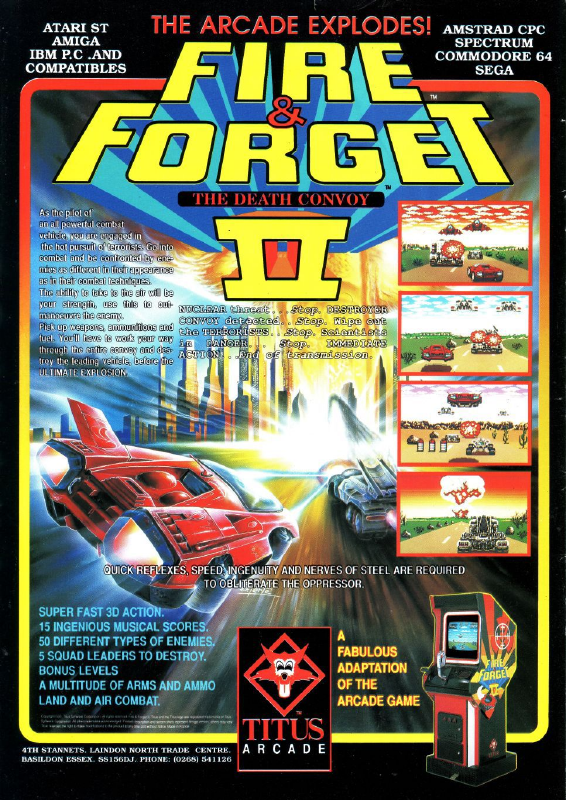 ATARI ST
AMIGA
IBM P.C .AND
COMPATIBLES
THE ARCADE EXPLODES!
AMSTRAD CPC
SPECTRUM
COMMODORE 64
SEGA
FIRE
&
FORGET
TM
TM
THE DEATH CONVOY
II
As the pilot of
an all powerful combat
vehicle, you are engaged in
the hot pursuit of terrorists. Go into
combat and be confronted by ene-
mies as different in their appearance
as in their combat techniques.
The ability to take to the air will be
your strength, use this to out-
manoeuvre the enemy.
Pick up weapons, ammunitions and
fuel. You'll have to work your way
through the entire convoy and des-
troy the leading vehicle, before the
ULTIMATE EXPLOSION.
NUCLEAR threat...Stop. DESTROYER
CONVOY detected...Stop. Wipe out
the TERRORISTS...Stop. Scientists
in DANGER...Stop. IMMEDIATE
ACTION!..End of transmission.
QUICK REFLEXES, SPEED, INGENUITY AND NERVES OF STEEL ARE REQUIRED
TO OBLITERATE THE OPPRESSOR.
SUPER FAST 3D ACTION.
15 INGENIOUS MUSICAL SCORES.
50 DIFFERENT TYPES OF ENEMIES.
5 SQUAD LEADERS TO DESTROY.
BONUS LEVELS
A MULTITUDE OF ARMS AND AMMO
LAND AND AIR COMBAT.
TITUS
TM
ARCADE
A
FABULOUS
ADAPTATION
OF THE
ARCADE GAME
FIRE
FORGET
II
4TH STANNETS, LAINDON NORTH TRADE CENTRE.
BASILDON ESSEX. SS156DJ. PHONE: (0268) 541126